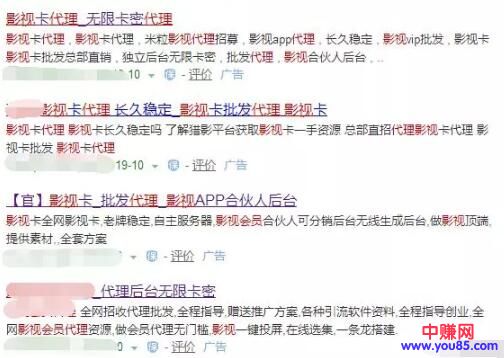 影视卡代理_无限卡密代理
影视卡代理，影视卡代理，米粒影视代理招募，影视app代理，长久稳定，影视vip批发，影视卡
影视卡批发总部直销，独立后台无限卡密，批发代理，影视合伙人后台，..
19-10 - 评价 广告
影视卡代理 长久稳定_影视卡批发代理 影视卡
影视卡代理 影视卡长久稳定吗 了解猫影平台获取影视卡一手资源 总部直招代理影视卡代理 影
视卡批发 影视卡代理
19-10 - 评价 广告
【官】影视卡_批发代理_影视APP合伙人后台
影视卡全网影视卡,老牌稳定,自主服务器,影视会员合伙人可分销后台无线生成后台,做影视顶端,
提供素材,,全套方案
- 评价 广告
_代理后台无限卡密
全网招收代理批发,全程指导,赠送推广方案,各种引流软件资料,全程指导创业,全
网影视会员代理资源,做会员代理无门槛,影视一键投屏,在线选集,一条龙搭建.
- 评价 广告
中赚网
www.you85.com